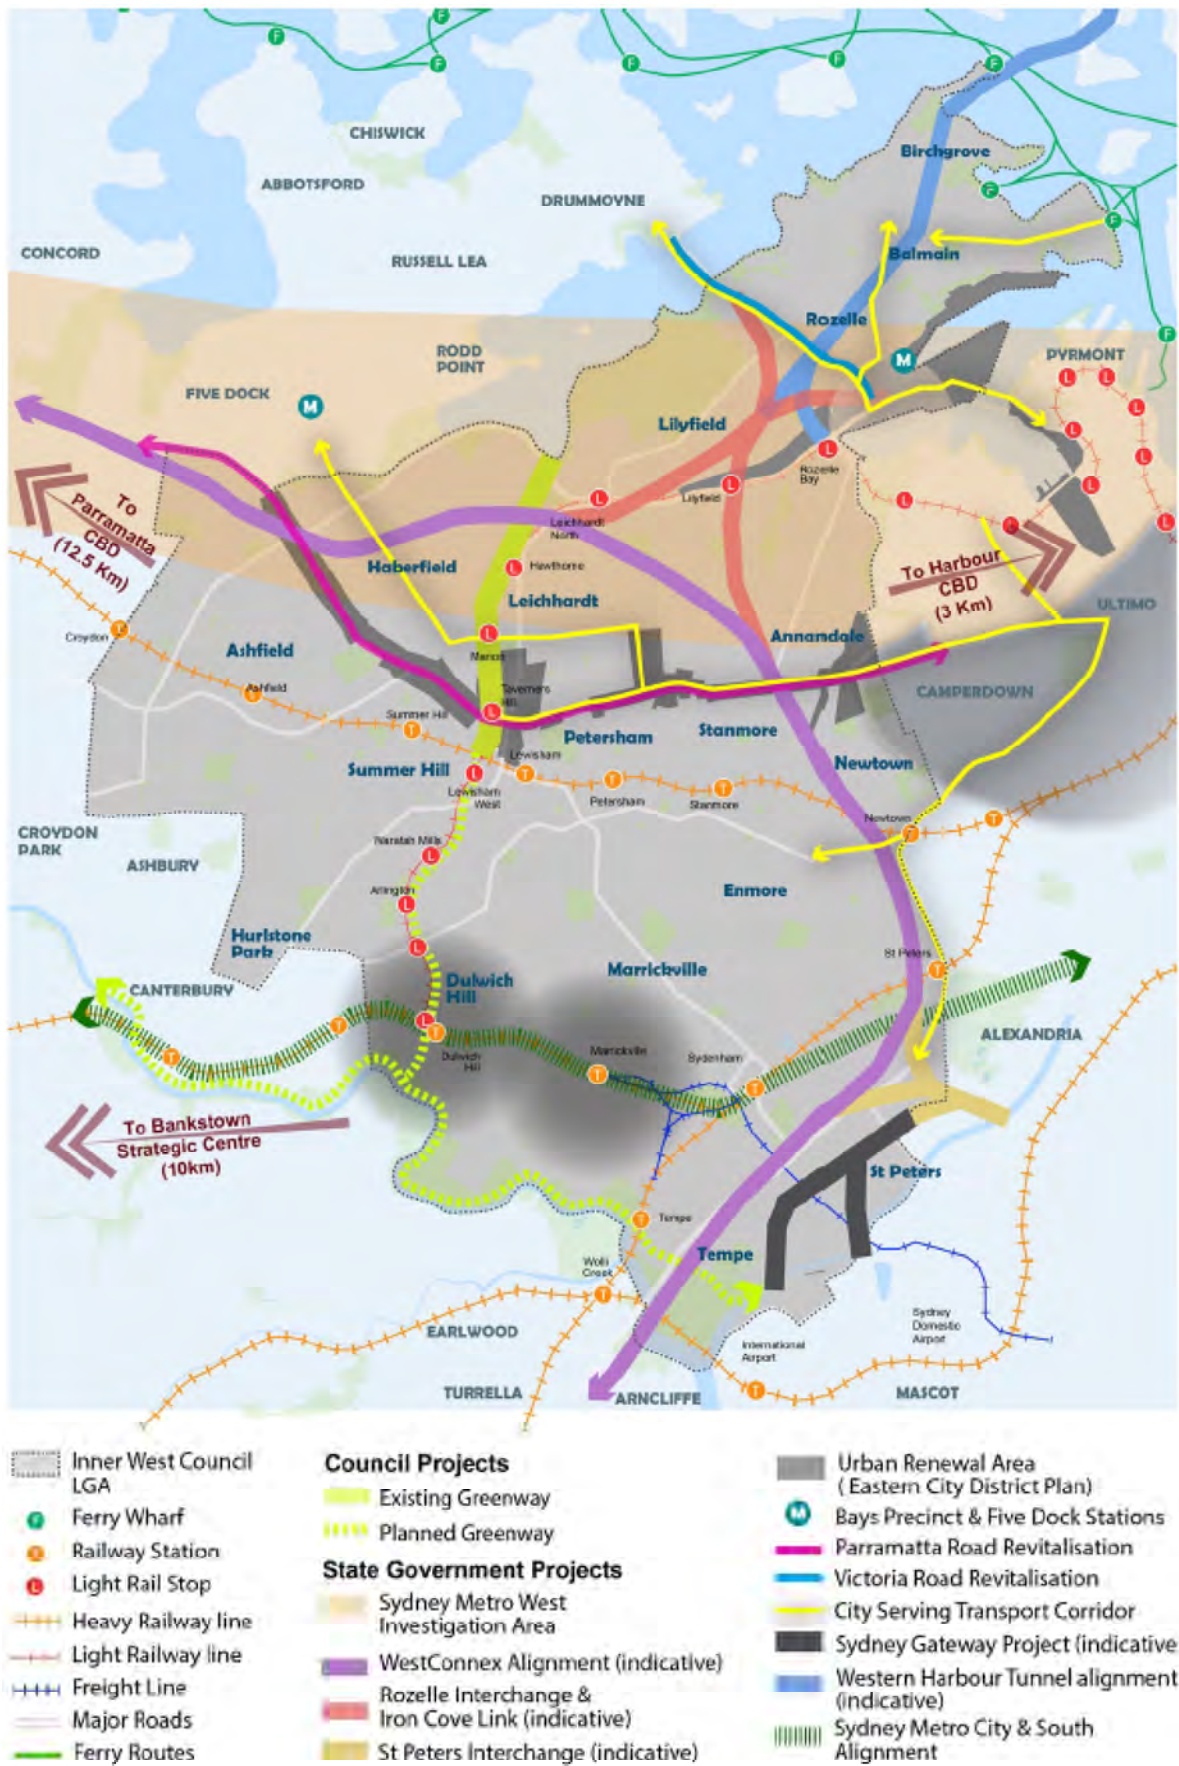 F
F
F
F
F
CHISWICK
Birchgrove
ABBOTSFORD
F
DRUMMOYNE
F
CONCORD
RUSSELL LEA
Balmain
Rozelle
F
RODD
POINT
M
PYRMONT
FIVE DOCK
M
L
L
L
Lilyfield
L
L
L
Rozelle
Bay
L
L
Lilyfield
L
L
L
L
L
To
Parramatta
CBD
(12.5 Km)
Leichhardt
North
Haberfield
L
Hawthorne
To Harbour
CBD
(3 Km)
Leichhardt
ULTIMO
T
Croydon
L
Annandale
Ashfield
Marion
T
Ashfield
Taverners
Hill
CAMPERDOWN
L
Summer Hill
T
Petersham
Stanmore
Lewisham
Newtown
Summer Hill
L
T
T
T
Lewisham
West
Petersham
Stanmore
Newtown
T
T
CROYDON
PARK
Waratah Mills
L
ASHBURY
Arlington
L
Enmore
Hurlstone
Park
L
St Peters
T
Dulwich
Hill
Marrickville
CANTERBURY
L
T
T
T
ALEXANDRIA
Dulwich
Hill
Marrickville
T
Sydenham
T
To Bankstown
Strategic Centre
(10km)
St Peters
T
Tempe
Tempe
Wolli
Creek
T
EARLWOOD
Sydney
Domestic
Airport
International
Airport
T
TURRELLA
ARNCLIFFE
MASCOT
Inner West Council
LGA
F
Ferry Wharf
T
Railway Station
L
Light Rail Stop
Heavy Railway line
Light Railway line
Freight Line
Major Roads
Ferry Routes
Council Projects
Existing Greenway
Planned Greenway
State Government Projects
Sydney Metro West
Investigation Area
WestConnex Alignment (indicative)
Rozelle Interchange &
Iron Cove Link (indicative)
St Peters Interchange (indicative)
Urban Renewal Area
( Eastern City District Plan)
M
Bays Precinct & Five Dock Stations
Parramatta Road Revitalisation
Victoria Road Revitalisation
City Serving Transport Corridor
Sydney Gateway Project (indicative
Western Harbour Tunnel alignment
(indicative)
Sydney Metro City & South
Alignment